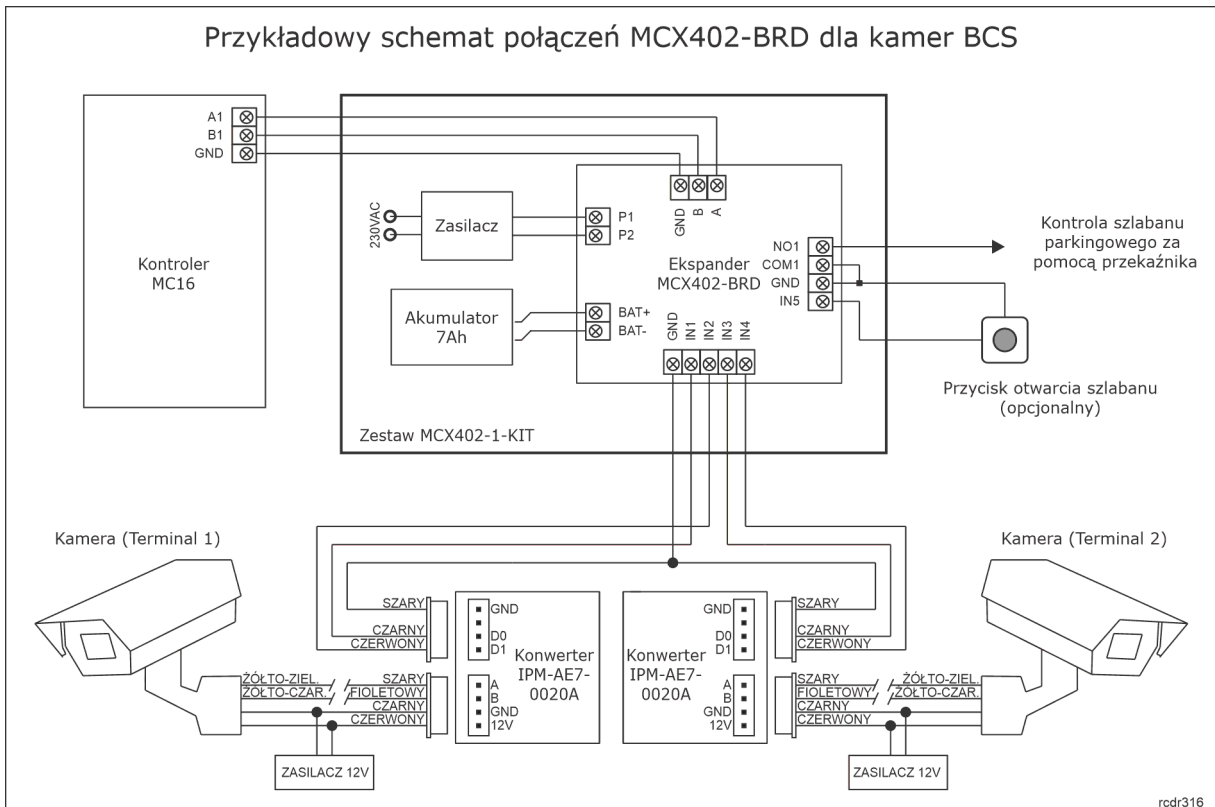 Przykładowy schemat połączeń MCX402-BRD dla kamer BCS
A1
B1
GND
Kontroler
MC16
230VAC
Zasilacz
Akumulator
7Ah
P1
P2
BAT+
BAT-
GND
B
A
Ekspander
MCX402-BRD
NO1
COM1
GND
IN5
GND
IN1
IN2
IN3
IN4
Zestaw MCX402-1-KIT
Kontrola szlabanu
parkingowego za
pomocą przekaźnika
Przycisk otwarcia szlabanu
(opcjonalny)
Kamera (Terminal 1)
Kamera (Terminal 2)
SZARY
CZARNY
CZERWONY
GND
D0
D1
Konwerter
IPM-AE7-
0020A
A
B
GND
12V
ŻÓŁTO-ZIEL.
SZARY
ŻÓŁTO-CZAR.
FIOLETOWY
CZARNY
CZERWONY
ZASILACZ 12V
GND
D0
D1
Konwerter
IPM-AE7-
0020A
A
B
GND
12V
SZARY
CZARNY
CZERWONY
SZARY
ŻÓŁTO-ZIEL.
FIOLETOWY
ŻÓŁTO-CZAR.
CZARNY
CZERWONY
ZASILACZ 12V
rcdr316